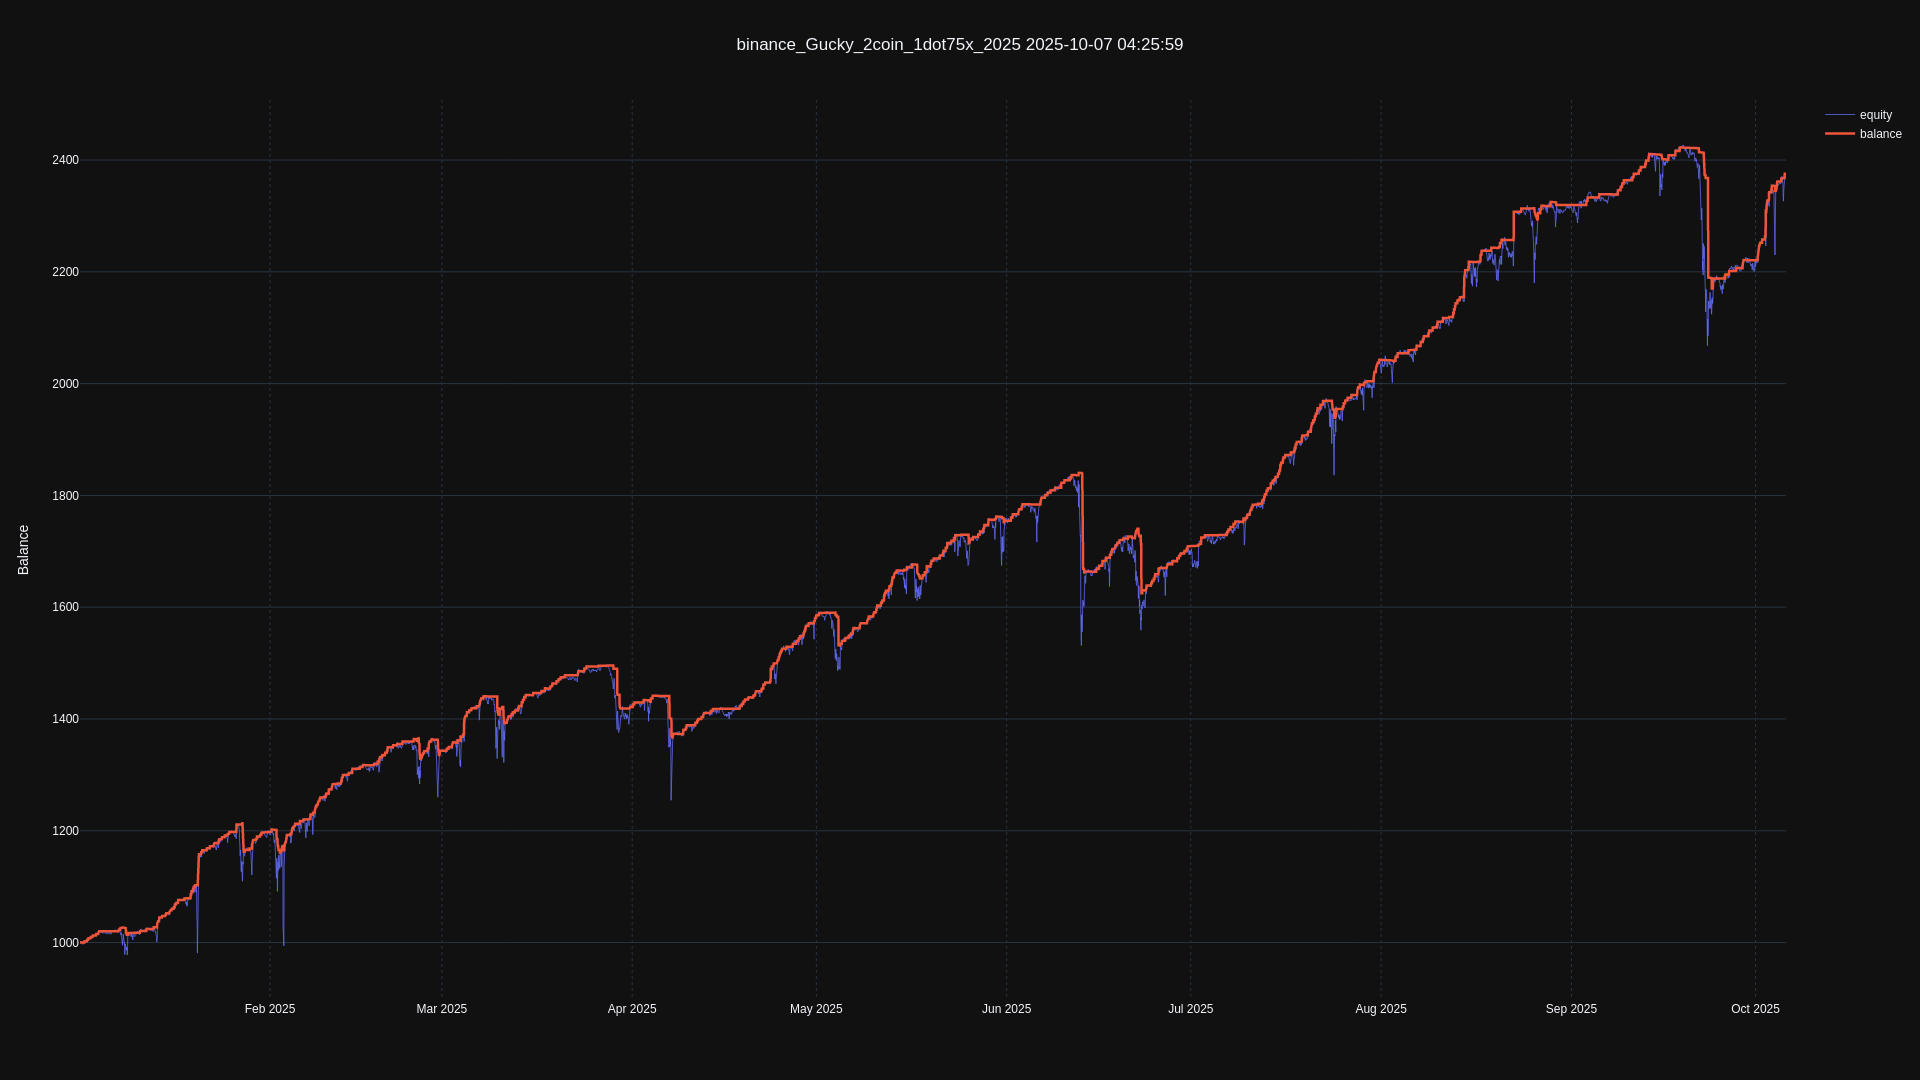 binance_Gucky_2coin_1dot75x_2025 2025-10-07 04:25:59
equity
balance
Balance
2400
2200
2000
1800
1600
1400
1200
1000
Feb 2025
Mar 2025
Apr 2025
May 2025
Jun 2025
Jul 2025
Aug 2025
Sep 2025
Oct 2025